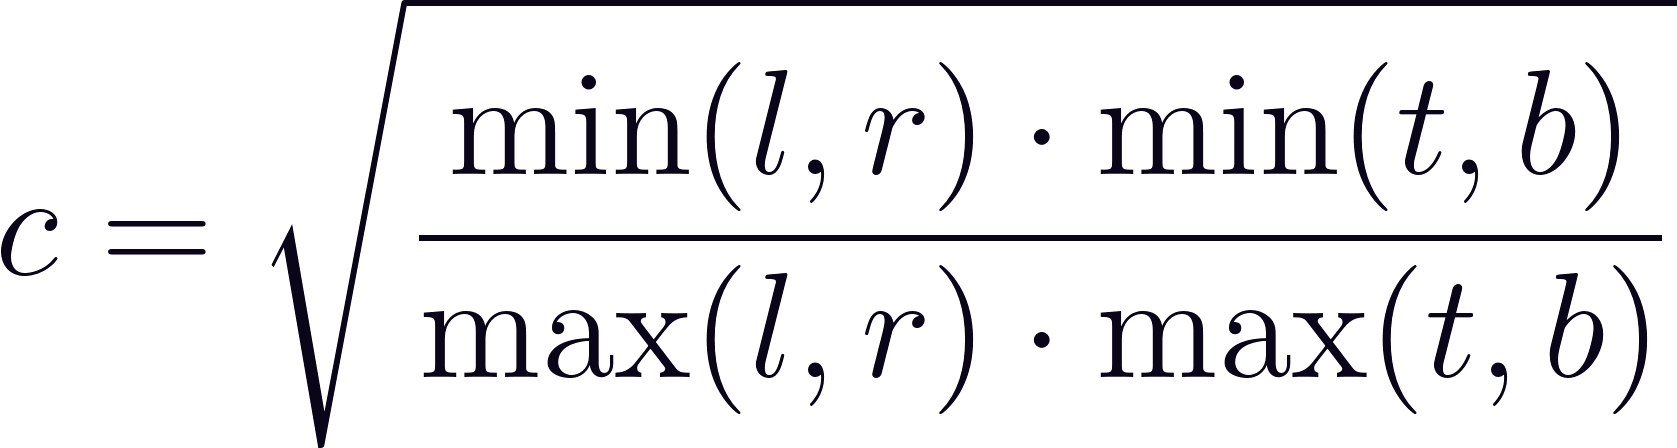 c = √(min(l, r) · min(t, b) / max(l, r) · max(t, b))